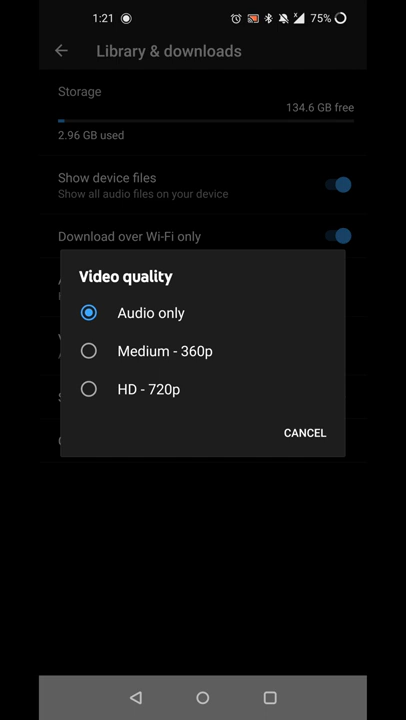 1:21
75%
Library & downloads
Storage
134.6 GB free
2.96 GB used
Show device files
Show all audio files on your device
Download over Wi-Fi only
Video quality
Audio only
Medium - 360p
HD - 720p
CANCEL